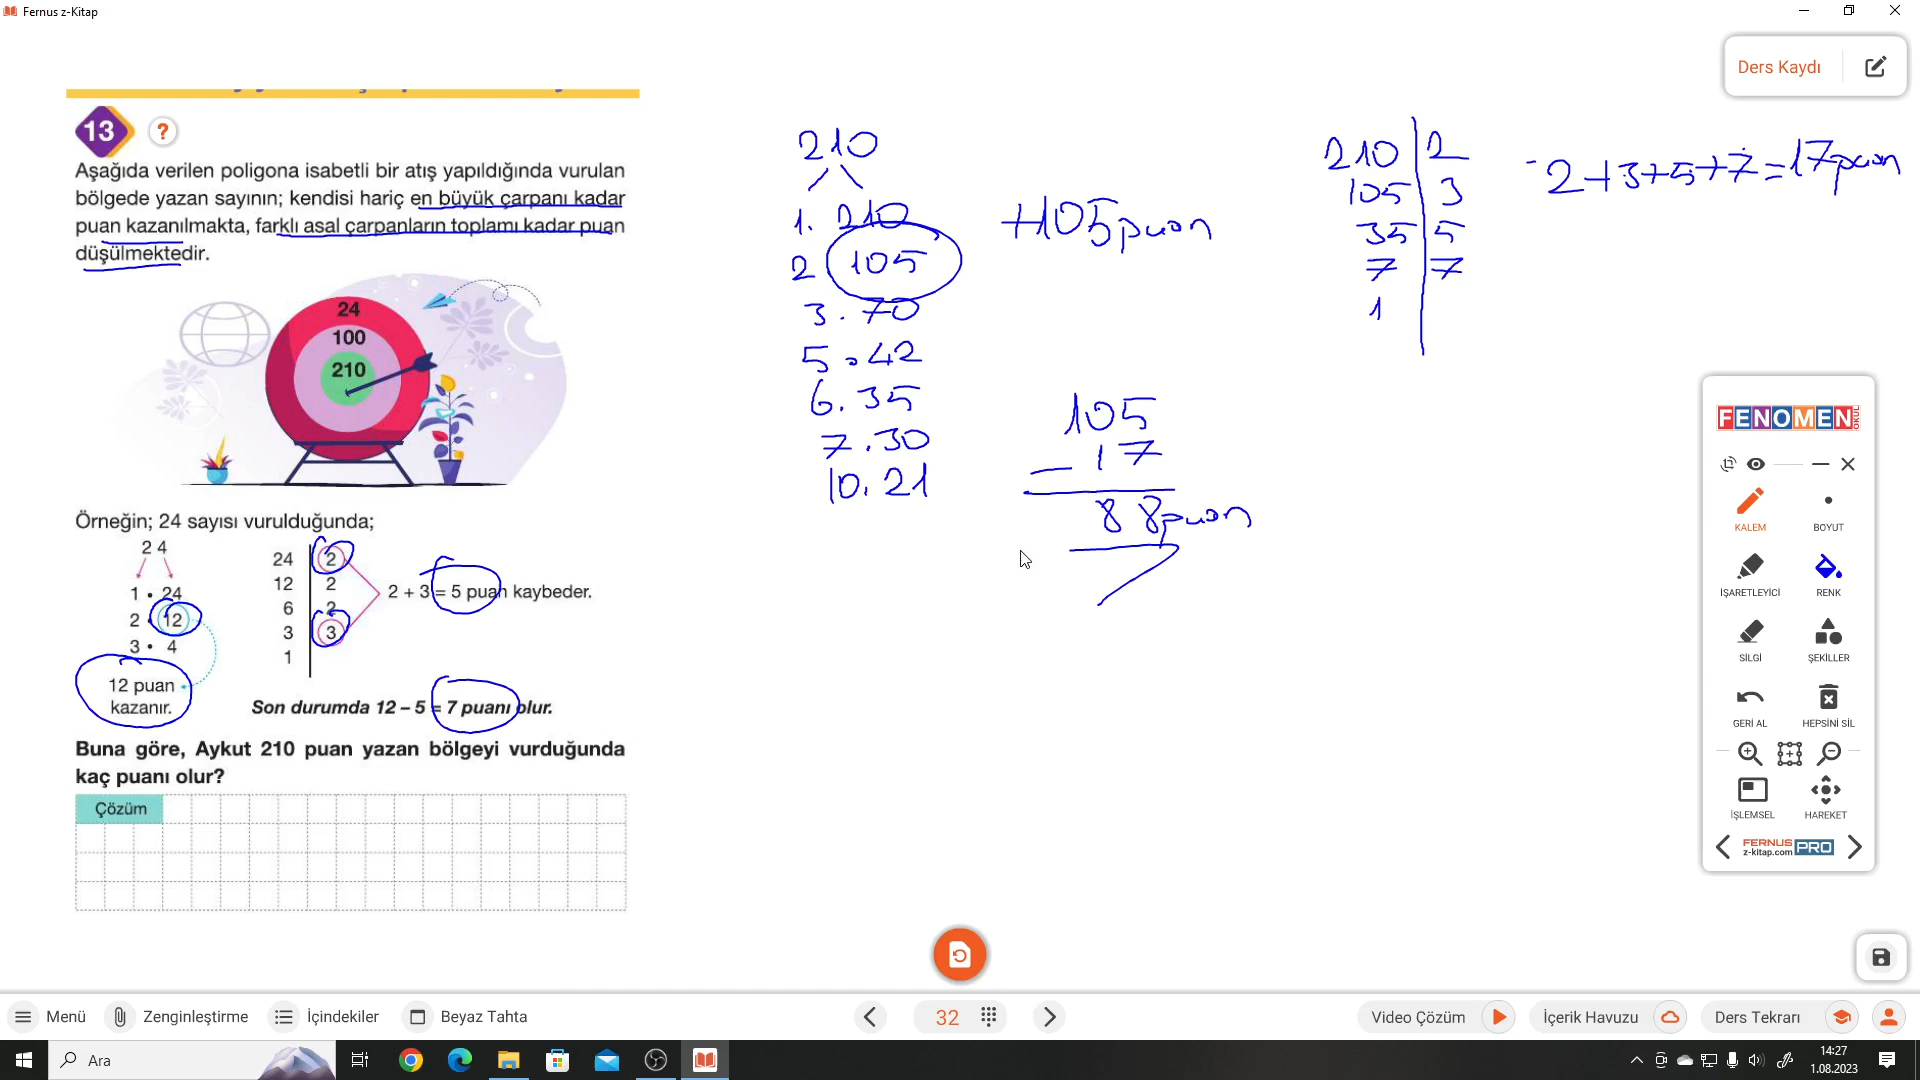 Fernus z-Kitap
Ders Kaydı
13 ?
Aşağıda verilen poligona isabetli bir atış yapıldığında vurulan
bölgede yazan sayının; kendisi hariç en büyük çarpanı kadar
puan kazanılmakta, farklı asal çarpanların toplamı kadar puan
düşülmektedir.
24
100
210
Örneğin; 24 sayısı vurulduğunda;
24
1 • 24
2 • 12
3 • 4
12 puan
kazanır.
24 2
12 2
6 2
3 3
1
2 + 3 = 5 puan kaybeder.
Son durumda 12 – 5 = 7 puanı olur.
Buna göre, Aykut 210 puan yazan bölgeyi vurduğunda
kaç puanı olur?
Çözüm
210
1. 210
2 105
3. 70
5. 42
6. 35
7. 30
10. 21
+105 puan
105
– 17
88 puan
210 2
105 3
35 5
7 7
1
-2+3+5+7=17 puan
FENOMEN OKUL
KALEM BOYUT
İŞARETLEYİCİ RENK
SİLGİ ŞEKİLLER
GERİ AL HEPSİNİ SİL
İŞLEMSEL HAREKET
FERNUS
z-kitap.com PRO
Menü Zenginleştirme İçindekiler Beyaz Tahta 32 Video Çözüm İçerik Havuzu Ders Tekrarı
Ara
14:27
1.08.2023